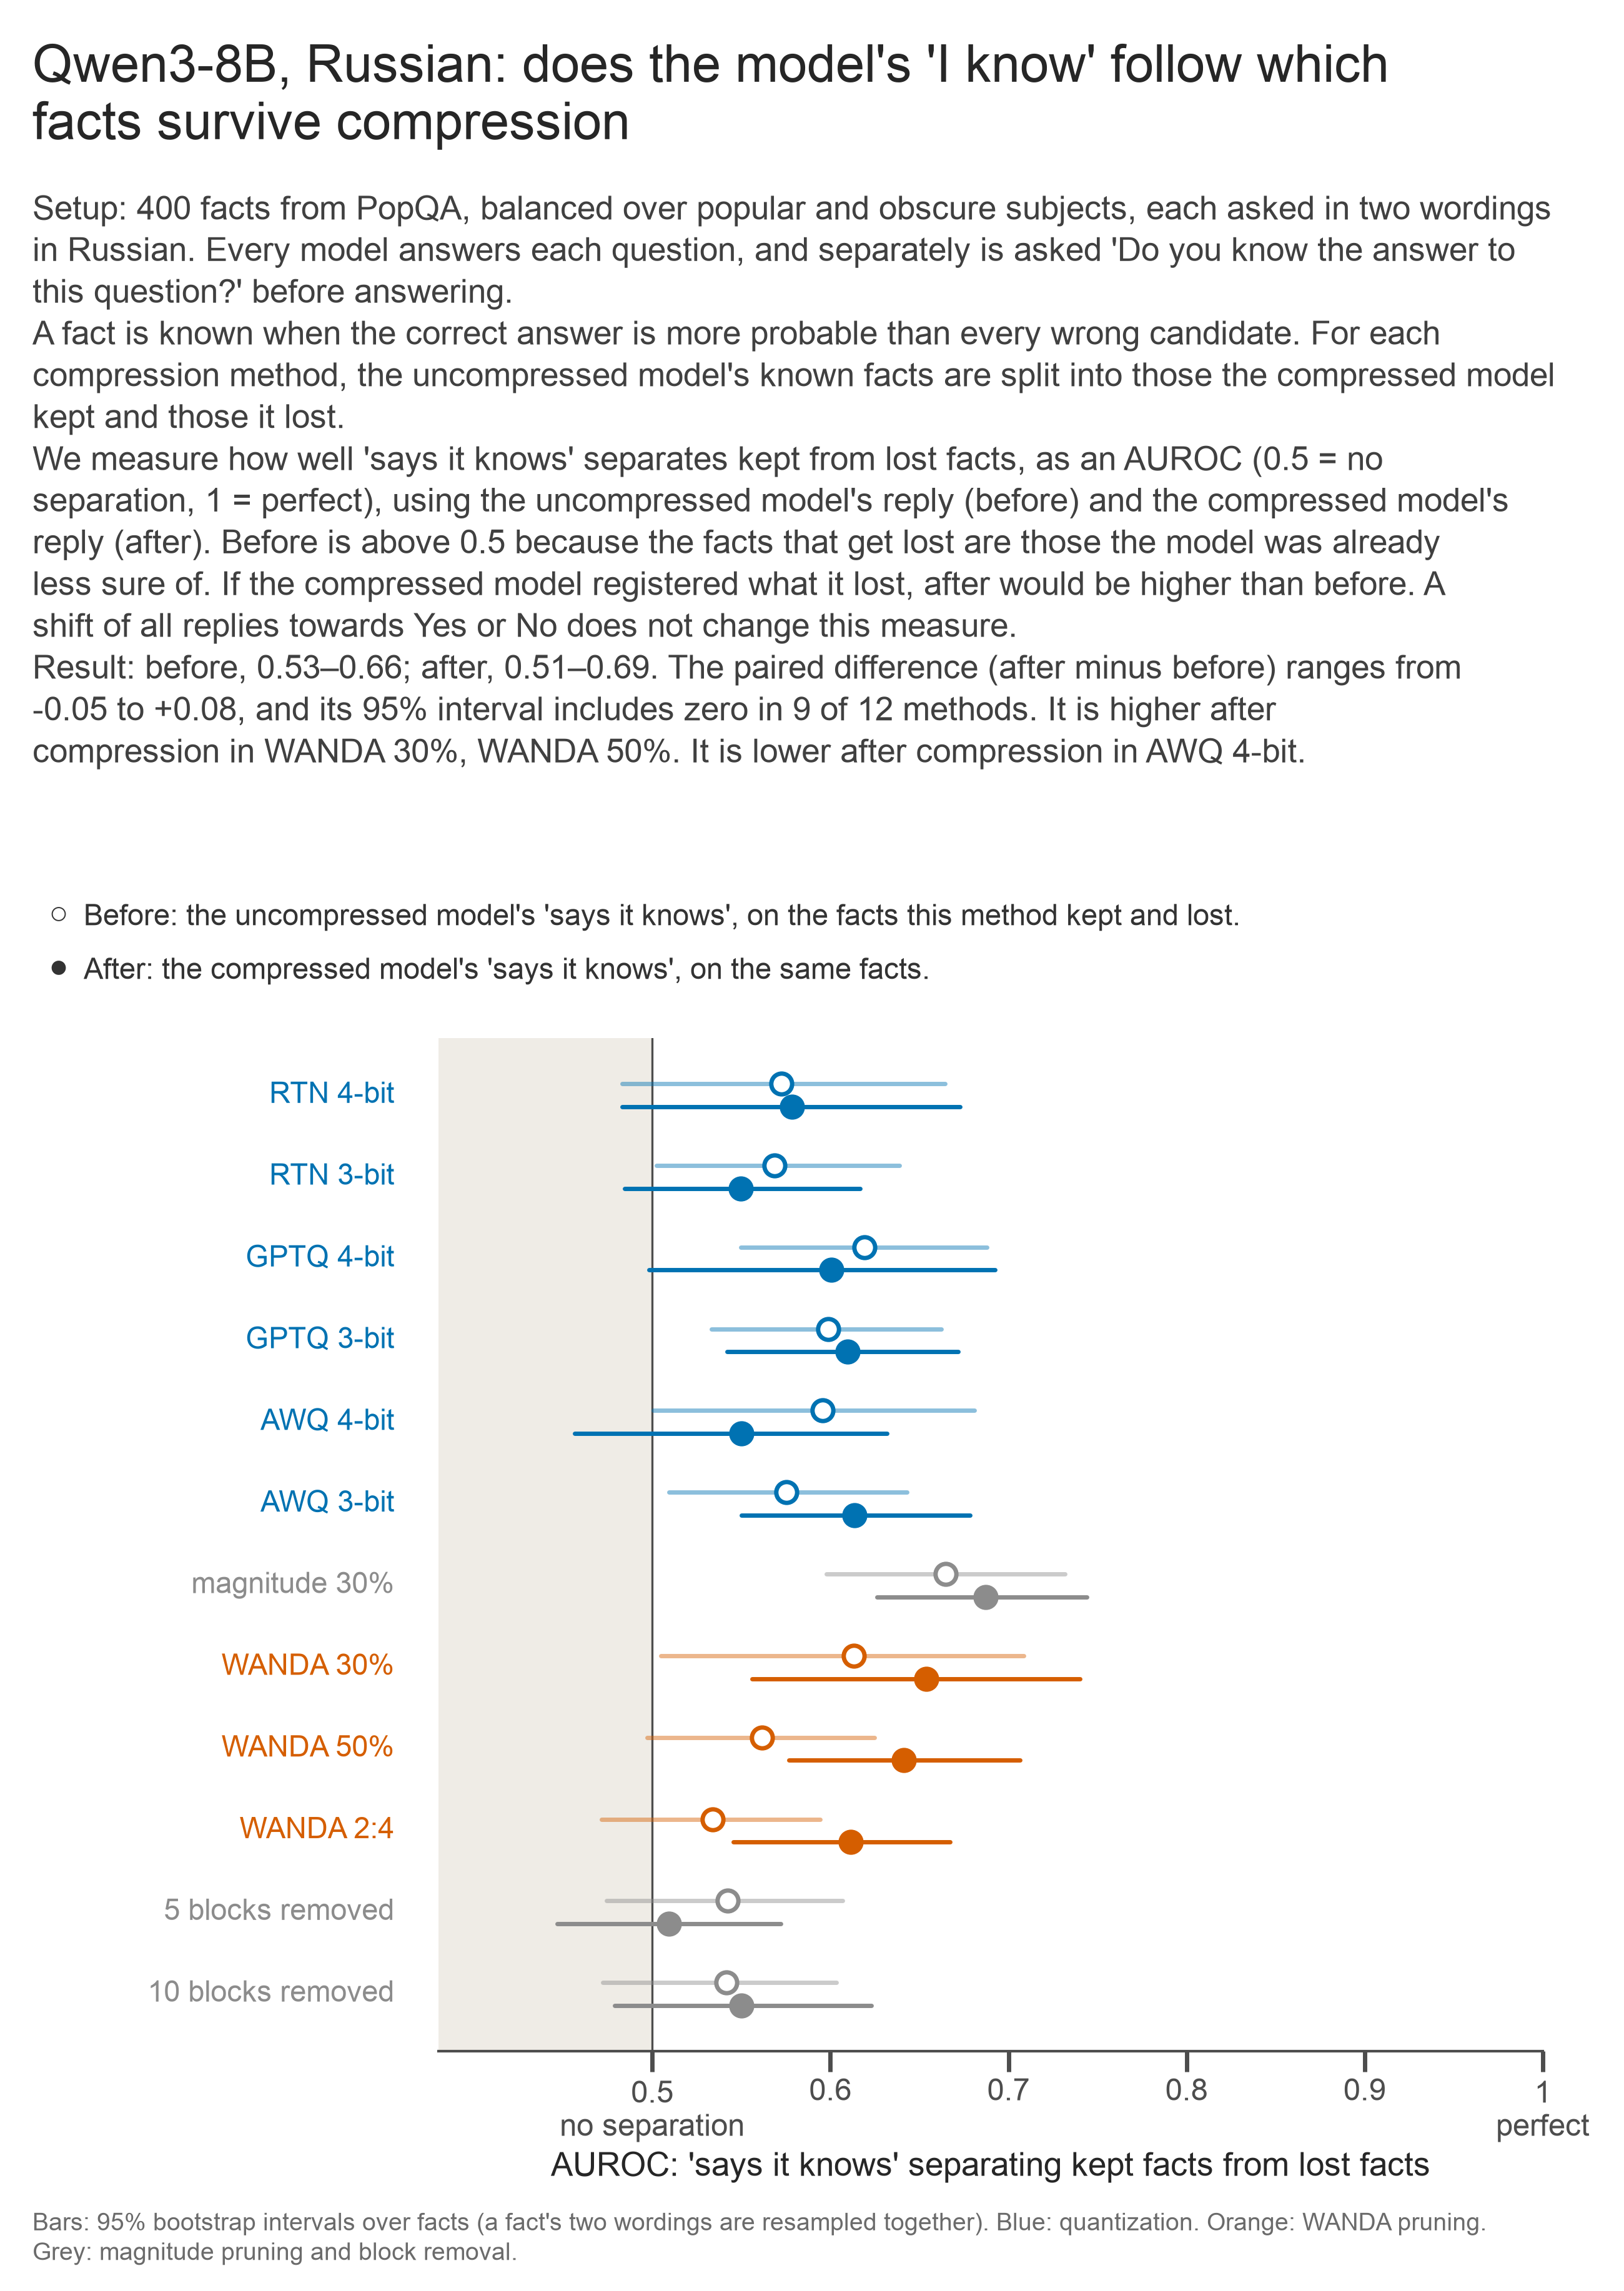 Qwen3-8B, Russian: does the model's 'I know' follow which
facts survive compression
Setup: 400 facts from PopQA, balanced over popular and obscure subjects, each asked in two wordings
in Russian. Every model answers each question, and separately is asked 'Do you know the answer to
this question?' before answering.
A fact is known when the correct answer is more probable than every wrong candidate. For each
compression method, the uncompressed model's known facts are split into those the compressed model
kept and those it lost.
We measure how well 'says it knows' separates kept from lost facts, as an AUROC (0.5 = no
separation, 1 = perfect), using the uncompressed model's reply (before) and the compressed model's
reply (after). Before is above 0.5 because the facts that get lost are those the model was already
less sure of. If the compressed model registered what it lost, after would be higher than before. A
shift of all replies towards Yes or No does not change this measure.
Result: before, 0.53–0.66; after, 0.51–0.69. The paired difference (after minus before) ranges from
-0.05 to +0.08, and its 95% interval includes zero in 9 of 12 methods. It is higher after
compression in WANDA 30%, WANDA 50%. It is lower after compression in AWQ 4-bit.
Before: the uncompressed model's 'says it knows', on the facts this method kept and lost.
After: the compressed model's 'says it knows', on the same facts.
RTN 4-bit
RTN 3-bit
GPTQ 4-bit
GPTQ 3-bit
AWQ 4-bit
AWQ 3-bit
magnitude 30%
WANDA 30%
WANDA 50%
WANDA 2:4
5 blocks removed
10 blocks removed
0.5 0.6 0.7 0.8 0.9 1
no separation perfect
AUROC: 'says it knows' separating kept facts from lost facts
Bars: 95% bootstrap intervals over facts (a fact's two wordings are resampled together). Blue: quantization. Orange: WANDA pruning.
Grey: magnitude pruning and block removal.